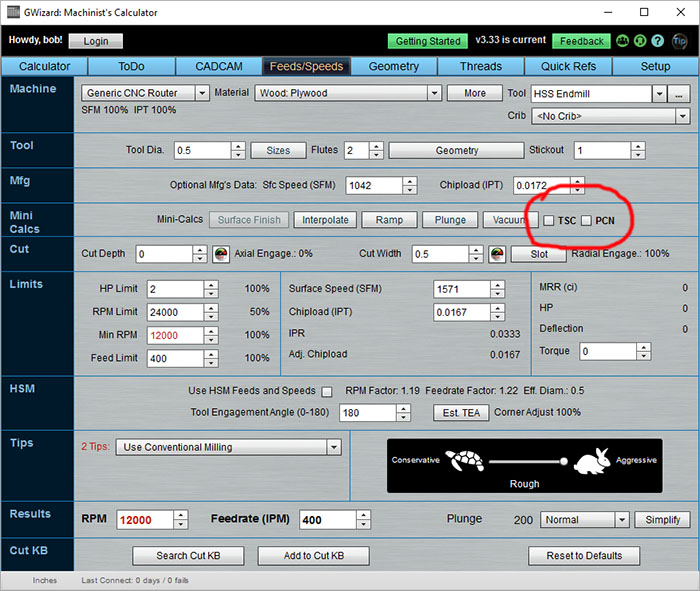 GWizard: Machinist's Calculator
Howdy, bob! Login Getting Started v3.33 is current Feedback Tip
Calculator ToDo CADCAM Feeds/Speeds Geometry Threads Quick Refs Setup
Machine Generic CNC Router Material Wood: Plywood More Tool HSS Endmill ...
SFM 100% IPT 100% Crib <No Crib>
Tool Tool Dia. 0.5 Sizes Flutes 2 Geometry Stickout 1
Mfg Optional Mfg's Data: Sfc Speed (SFM) 1042 Chipload (IPT) 0.0172
Mini Calcs Mini-Calcs Surface Finish Interpolate Ramp Plunge Vacuum TSC PCN
Cut Cut Depth 0 Axial Engage.: 0% Cut Width 0.5 Slot Radial Engage.: 100%
Limits HP Limit 2 100% Surface Speed (SFM) 1571 MRR (ci) 0
RPM Limit 24000 50% Chipload (IPT) 0.0167 HP 0
Min RPM 12000 100% IPR 0.0333 Deflection 0
Feed Limit 400 100% Adj. Chipload 0.0167 Torque 0
HSM Use HSM Feeds and Speeds RPM Factor: 1.19 Feedrate Factor: 1.22 Eff. Diam.: 0.5
Tool Engagement Angle (0-180) 180 Est. TEA Corner Adjust 100%
Tips 2 Tips: Use Conventional Milling Conservative Aggressive
Rough
Results RPM 12000 Feedrate (IPM) 400 Plunge 200 Normal Simplify
Cut KB Search Cut KB Add to Cut KB Reset to Defaults
Inches Last Connect: 0 days / 0 fails